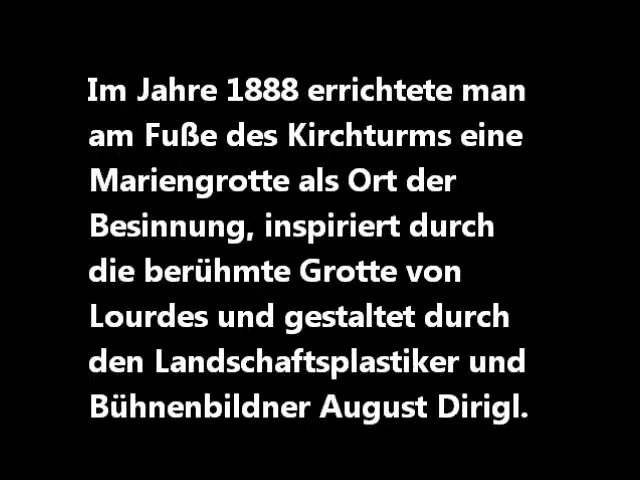 Im Jahre 1888 errichtete man
am Fuße des Kirchturms eine
Mariengrotte als Ort der
Besinnung, inspiriert durch
die berühmte Grotte von
Lourdes und gestaltet durch
den Landschaftsplastiker und
Bühnenbildner August Dirigl.